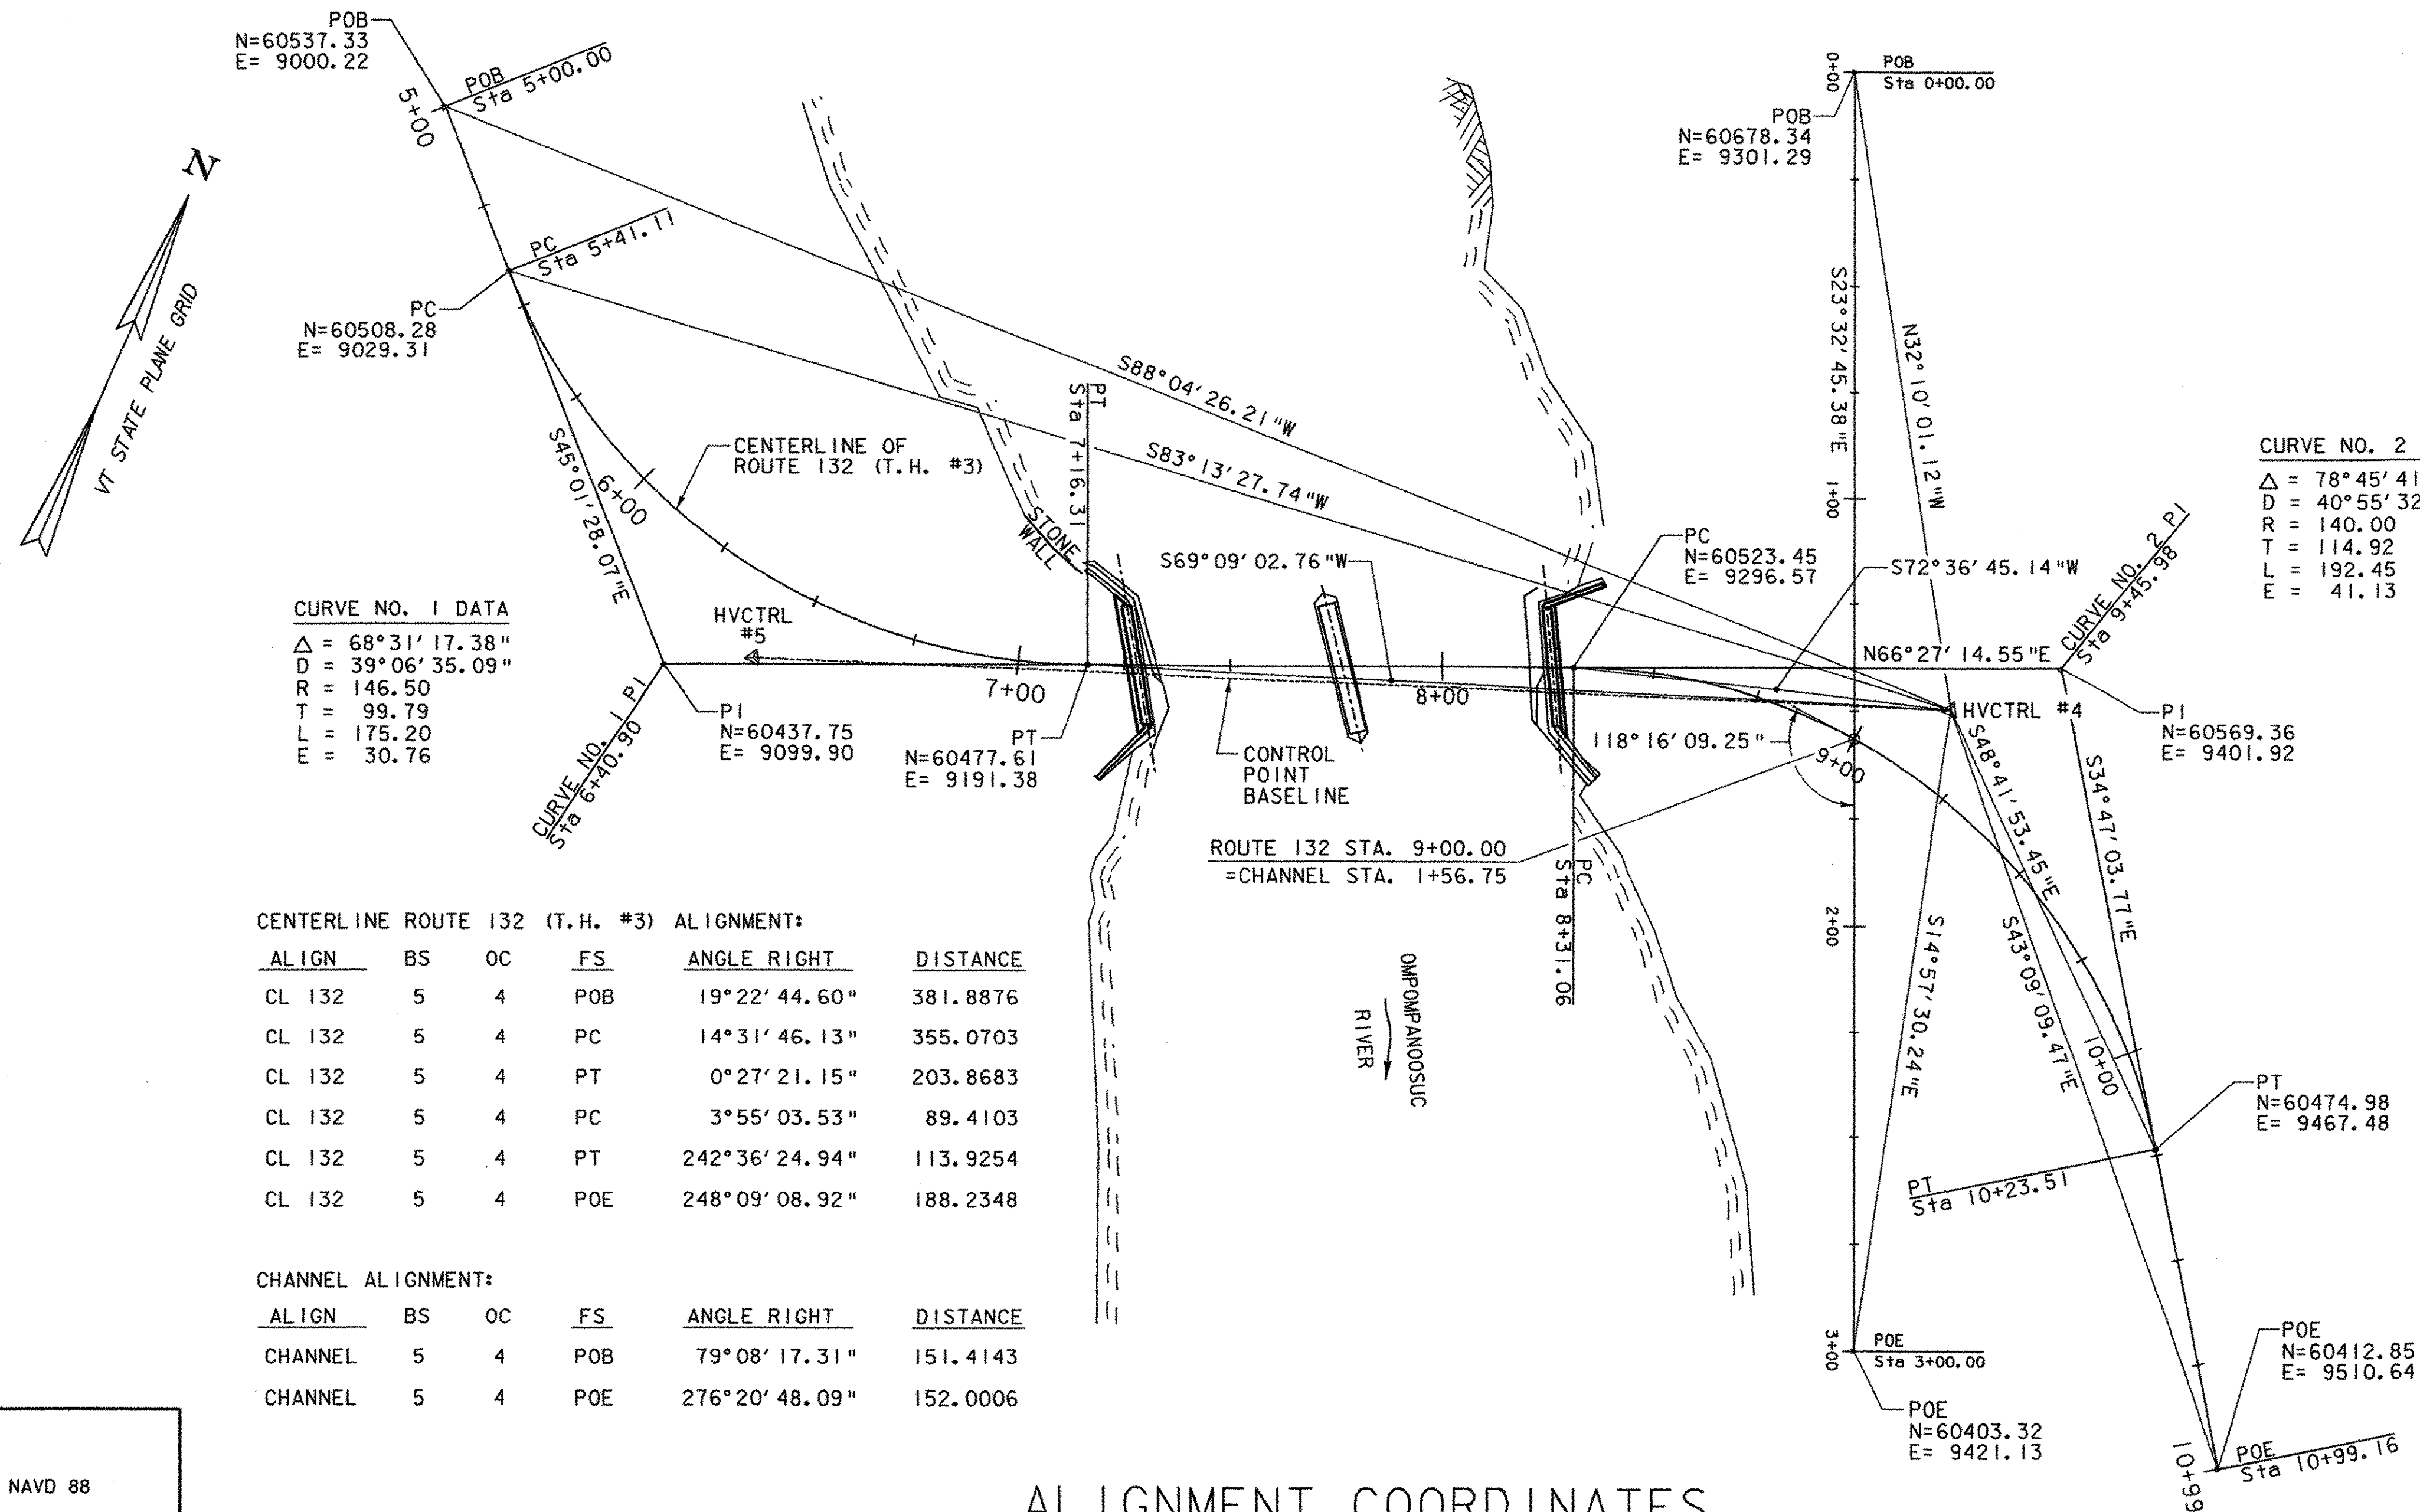 POB
N=60537.33
E= 9000.22
POB
Sta 5+00.00
5+00
N
VT STATE PLANE GRID
PC
Sta 5+41.11
PC
N=60508.28
E= 9029.31
S45°01'28.07"E
6+00
CENTERLINE OF
ROUTE 132 (T.H. #3)
STONE
WALL
PT
Sta 7+16.31
S88°04'26.21"W
S83°13'27.74"W
S69°09'02.76"W
0+00
POB
Sta 0+00.00
POB
N=60678.34
E= 9301.29
S23°32'45.38"E
N32°10'01.12"W
1+00
PC
N=60523.45
E= 9296.57
S72°36'45.14"W
CURVE NO. 2 PI
Sta 9+45.98
CURVE NO. 2
△ = 78°45'41
D = 40°55'32
R = 140.00
T = 114.92
L = 192.45
E = 41.13
CURVE NO. 1 DATA
△ = 68°31'17.38"
D = 39°06'35.09"
R = 146.50
T = 99.79
L = 175.20
E = 30.76
HVCTRL
#5
7+00
8+00
N66°27'14.55"E
HVCTRL #4
PI
N=60569.36
E= 9401.92
CURVE NO. 1 PI
Sta 6+40.90
PI
N=60437.75
E= 9099.90
PT
N=60477.61
E= 9191.38
CONTROL
POINT
BASELINE
118°16'09.25"
9+00
ROUTE 132 STA. 9+00.00
=CHANNEL STA. 1+56.75
PC
Sta 8+31.06
S48°41'53.45"E
S34°47'03.77"E
2+00
S14°57'30.24"E
S43°09'09.47"E
10+00
OMPOMPANOOSUC
RIVER
PT
N=60474.98
E= 9467.48
PT
Sta 10+23.51
CENTERLINE ROUTE 132 (T.H. #3) ALIGNMENT:
ALIGN BS OC FS ANGLE RIGHT DISTANCE
CL 132 5 4 POB 19°22'44.60" 381.8876
CL 132 5 4 PC 14°31'46.13" 355.0703
CL 132 5 4 PT 0°27'21.15" 203.8683
CL 132 5 4 PC 3°55'03.53" 89.4103
CL 132 5 4 PT 242°36'24.94" 113.9254
CL 132 5 4 POE 248°09'08.92" 188.2348
CHANNEL ALIGNMENT:
ALIGN BS OC FS ANGLE RIGHT DISTANCE
CHANNEL 5 4 POB 79°08'17.31" 151.4143
CHANNEL 5 4 POE 276°20'48.09" 152.0006
3+00
POE
Sta 3+00.00
POE
N=60403.32
E= 9421.13
POE
N=60412.85
E= 9510.64
POE
Sta 10+99.16
10+99
NAVD 88
ALIGNMENT COORDINATES